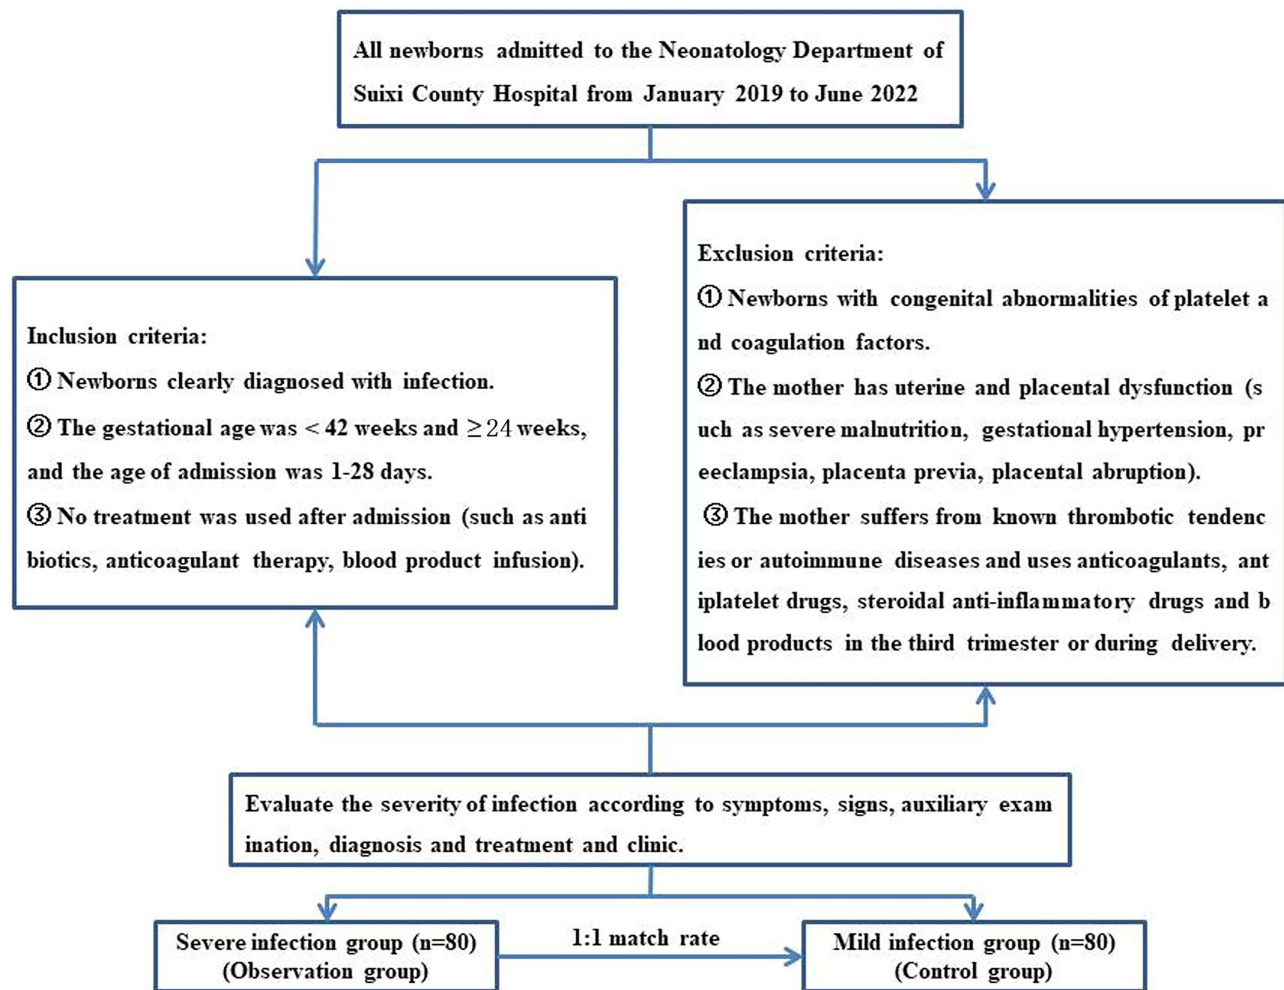 All newborns admitted to the Neonatology Department of
Suixi County Hospital from January 2019 to June 2022
Inclusion criteria:
① Newborns clearly diagnosed with infection.
② The gestational age was < 42 weeks and ≥24 weeks,
and the age of admission was 1-28 days.
③ No treatment was used after admission (such as anti
biotics, anticoagulant therapy, blood product infusion).
Exclusion criteria:
① Newborns with congenital abnormalities of platelet a
nd coagulation factors.
② The mother has uterine and placental dysfunction (s
uch as severe malnutrition, gestational hypertension, pr
eeclampsia, placenta previa, placental abruption).
③ The mother suffers from known thrombotic tendenc
ies or autoimmune diseases and uses anticoagulants, ant
iplatelet drugs, steroidal anti-inflammatory drugs and b
lood products in the third trimester or during delivery.
Evaluate the severity of infection according to symptoms, signs, auxiliary exam
ination, diagnosis and treatment and clinic.
Severe infection group (n=80)
(Observation group)
1:1 match rate
Mild infection group (n=80)
(Control group)